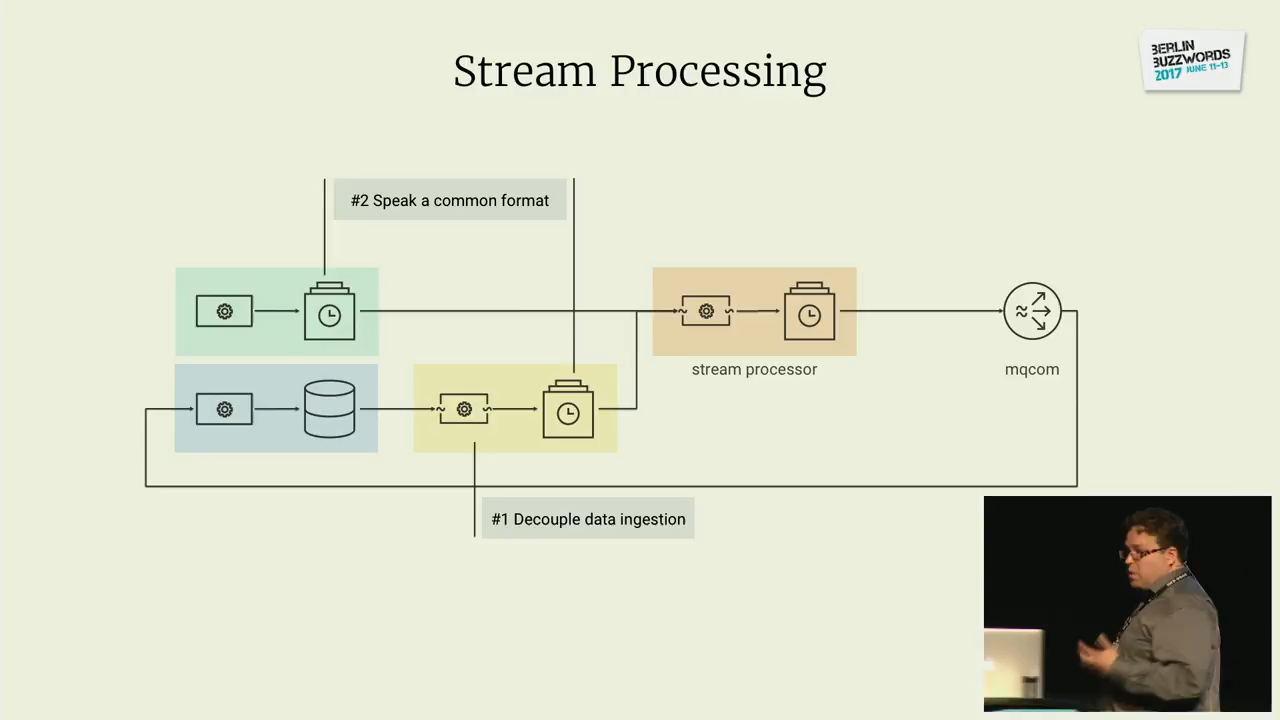 Stream Processing
BERLIN
BUZZWORDS
2017 JUNE 11-13
#2 Speak a common format
stream processor
mqcom
#1 Decouple data ingestion